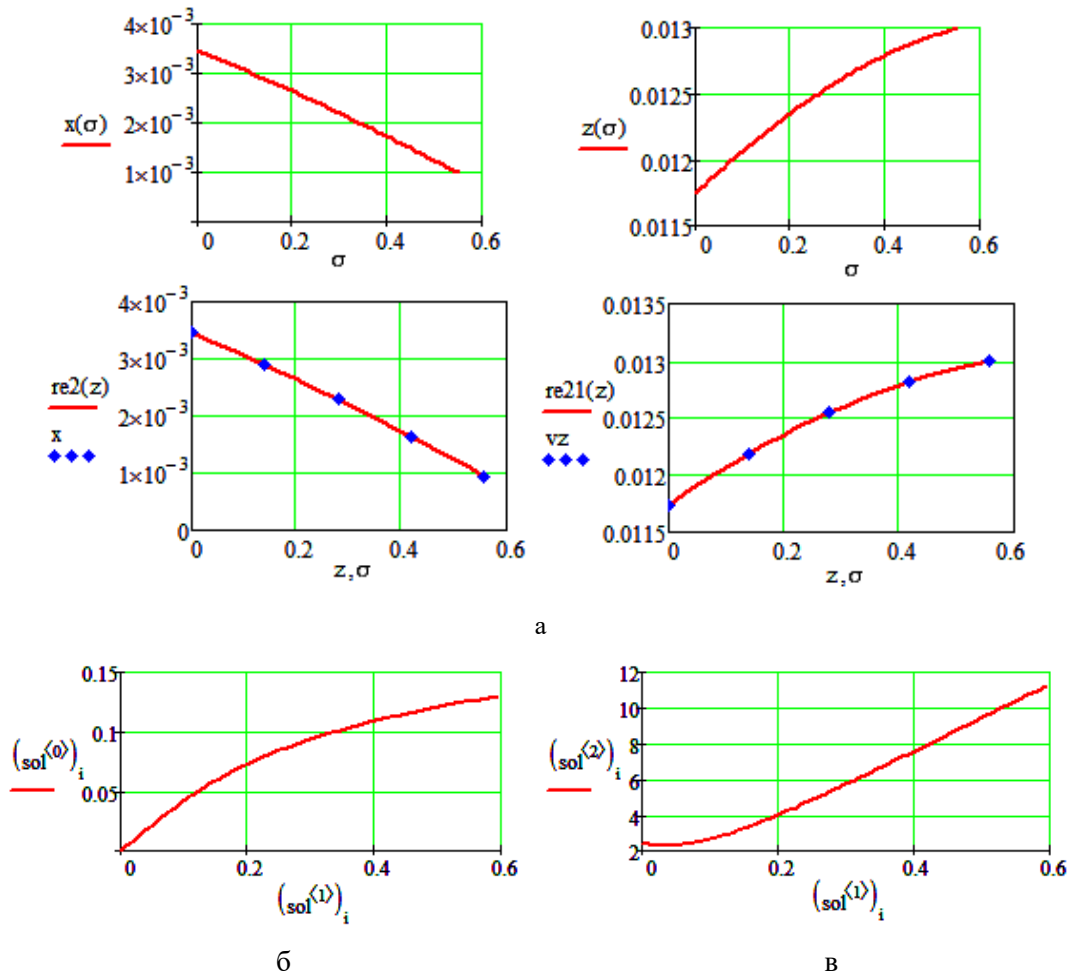 4×10⁻³
3×10⁻³
2×10⁻³
1×10⁻³
x(σ)
0 0.2 0.4 0.6
σ
0.013
0.0125
0.012
0.0115
z(σ)
0 0.2 0.4 0.6
σ
4×10⁻³
3×10⁻³
2×10⁻³
1×10⁻³
0
re2(z)
x
0 0.2 0.4 0.6
z,σ
0.0135
0.013
0.0125
0.012
0.0115
re21(z)
vz
0 0.2 0.4 0.6
z,σ
а
0.15
0.1
0.05
(sol⟨0⟩)i
0 0.2 0.4 0.6
(sol⟨1⟩)i
12
10
8
6
4
2
(sol⟨2⟩)i
0 0.2 0.4 0.6
(sol⟨1⟩)i
б в